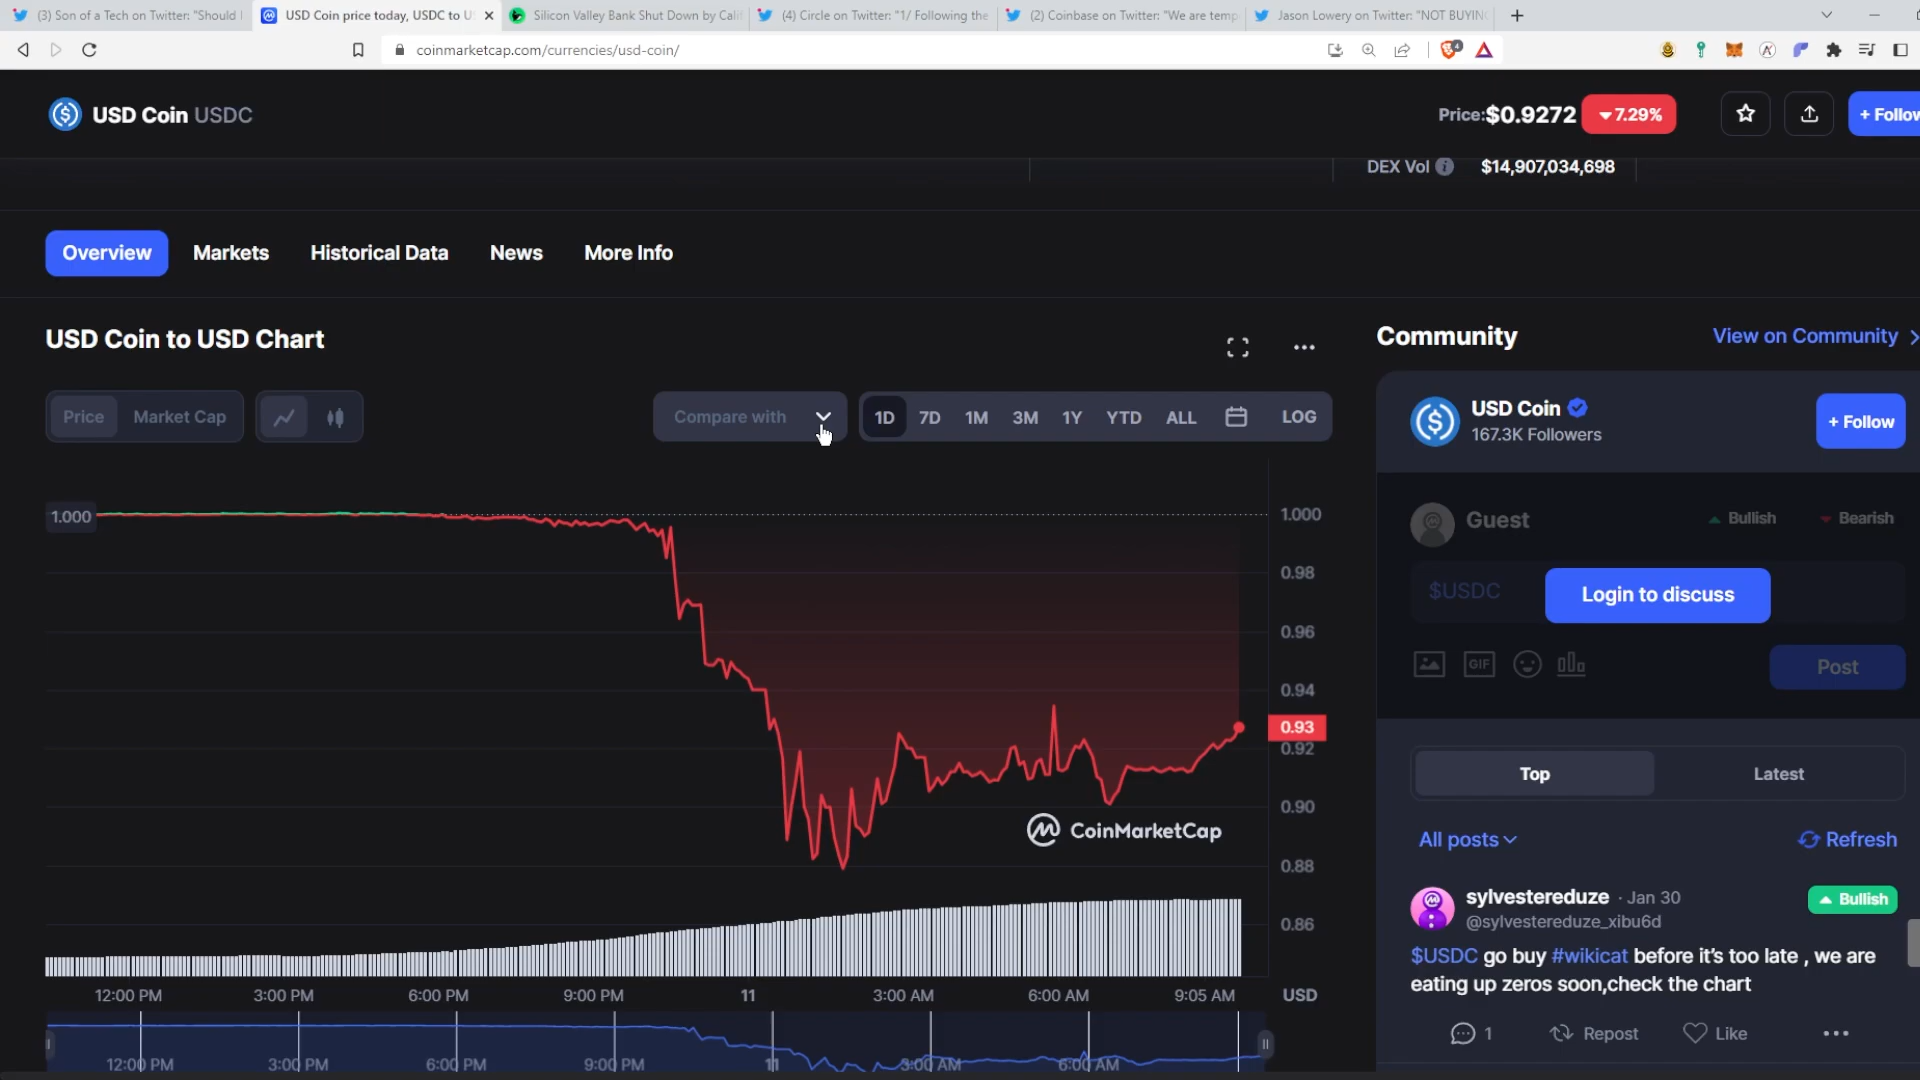 (3) Son of a Tech on Twitter: "Should I
USD Coin price today, USDC to U
Silicon Valley Bank Shut Down by Calif
(4) Circle on Twitter: "1/ Following the
(2) Coinbase on Twitter: "We are temp
Jason Lowery on Twitter: "NOT BUYIN
coinmarketcap.com/currencies/usd-coin/
4
USD Coin USDC
Price:$0.9272
7.29%
+ Follow
DEX Vol $14,907,034,698
Overview
Markets
Historical Data
News
More Info
USD Coin to USD Chart
Price
Market Cap
Compare with
1D
7D
1M
3M
1Y
YTD
ALL
LOG
1.000
1.000
0.98
0.96
0.94
0.93
0.92
0.90
0.88
0.86
CoinMarketCap
12:00 PM
3:00 PM
6:00 PM
9:00 PM
11
3:00 AM
6:00 AM
9:05 AM
USD
12:00 PM
3:00 PM
6:00 PM
9:00 PM
11
3:00 AM
6:00 AM
Community
View on Community
USD Coin
167.3K Followers
+ Follow
Guest
Bullish
Bearish
$USDC
Login to discuss
GIF
Post
Top
Latest
All posts
Refresh
sylvestereduze · Jan 30
Bullish
@sylvestereduze_xibu6d
$USDC go buy #wikicat before it's too late , we are
eating up zeros soon,check the chart
1
Repost
Like